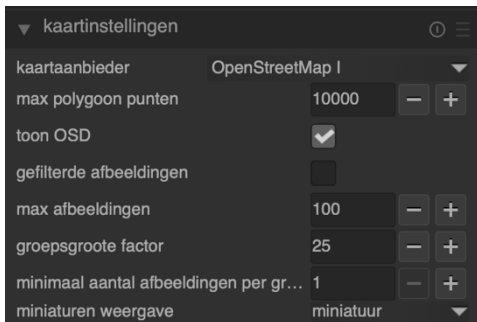 kaartinstellingen
kaartaanbieder OpenStreetMap I
max polygoon punten 10000
toon OSD
gefilterde afbeeldingen
max afbeeldingen 100
groepsgroote factor 25
minimaal aantal afbeeldingen per gr... 1
miniaturen weergave miniatuur